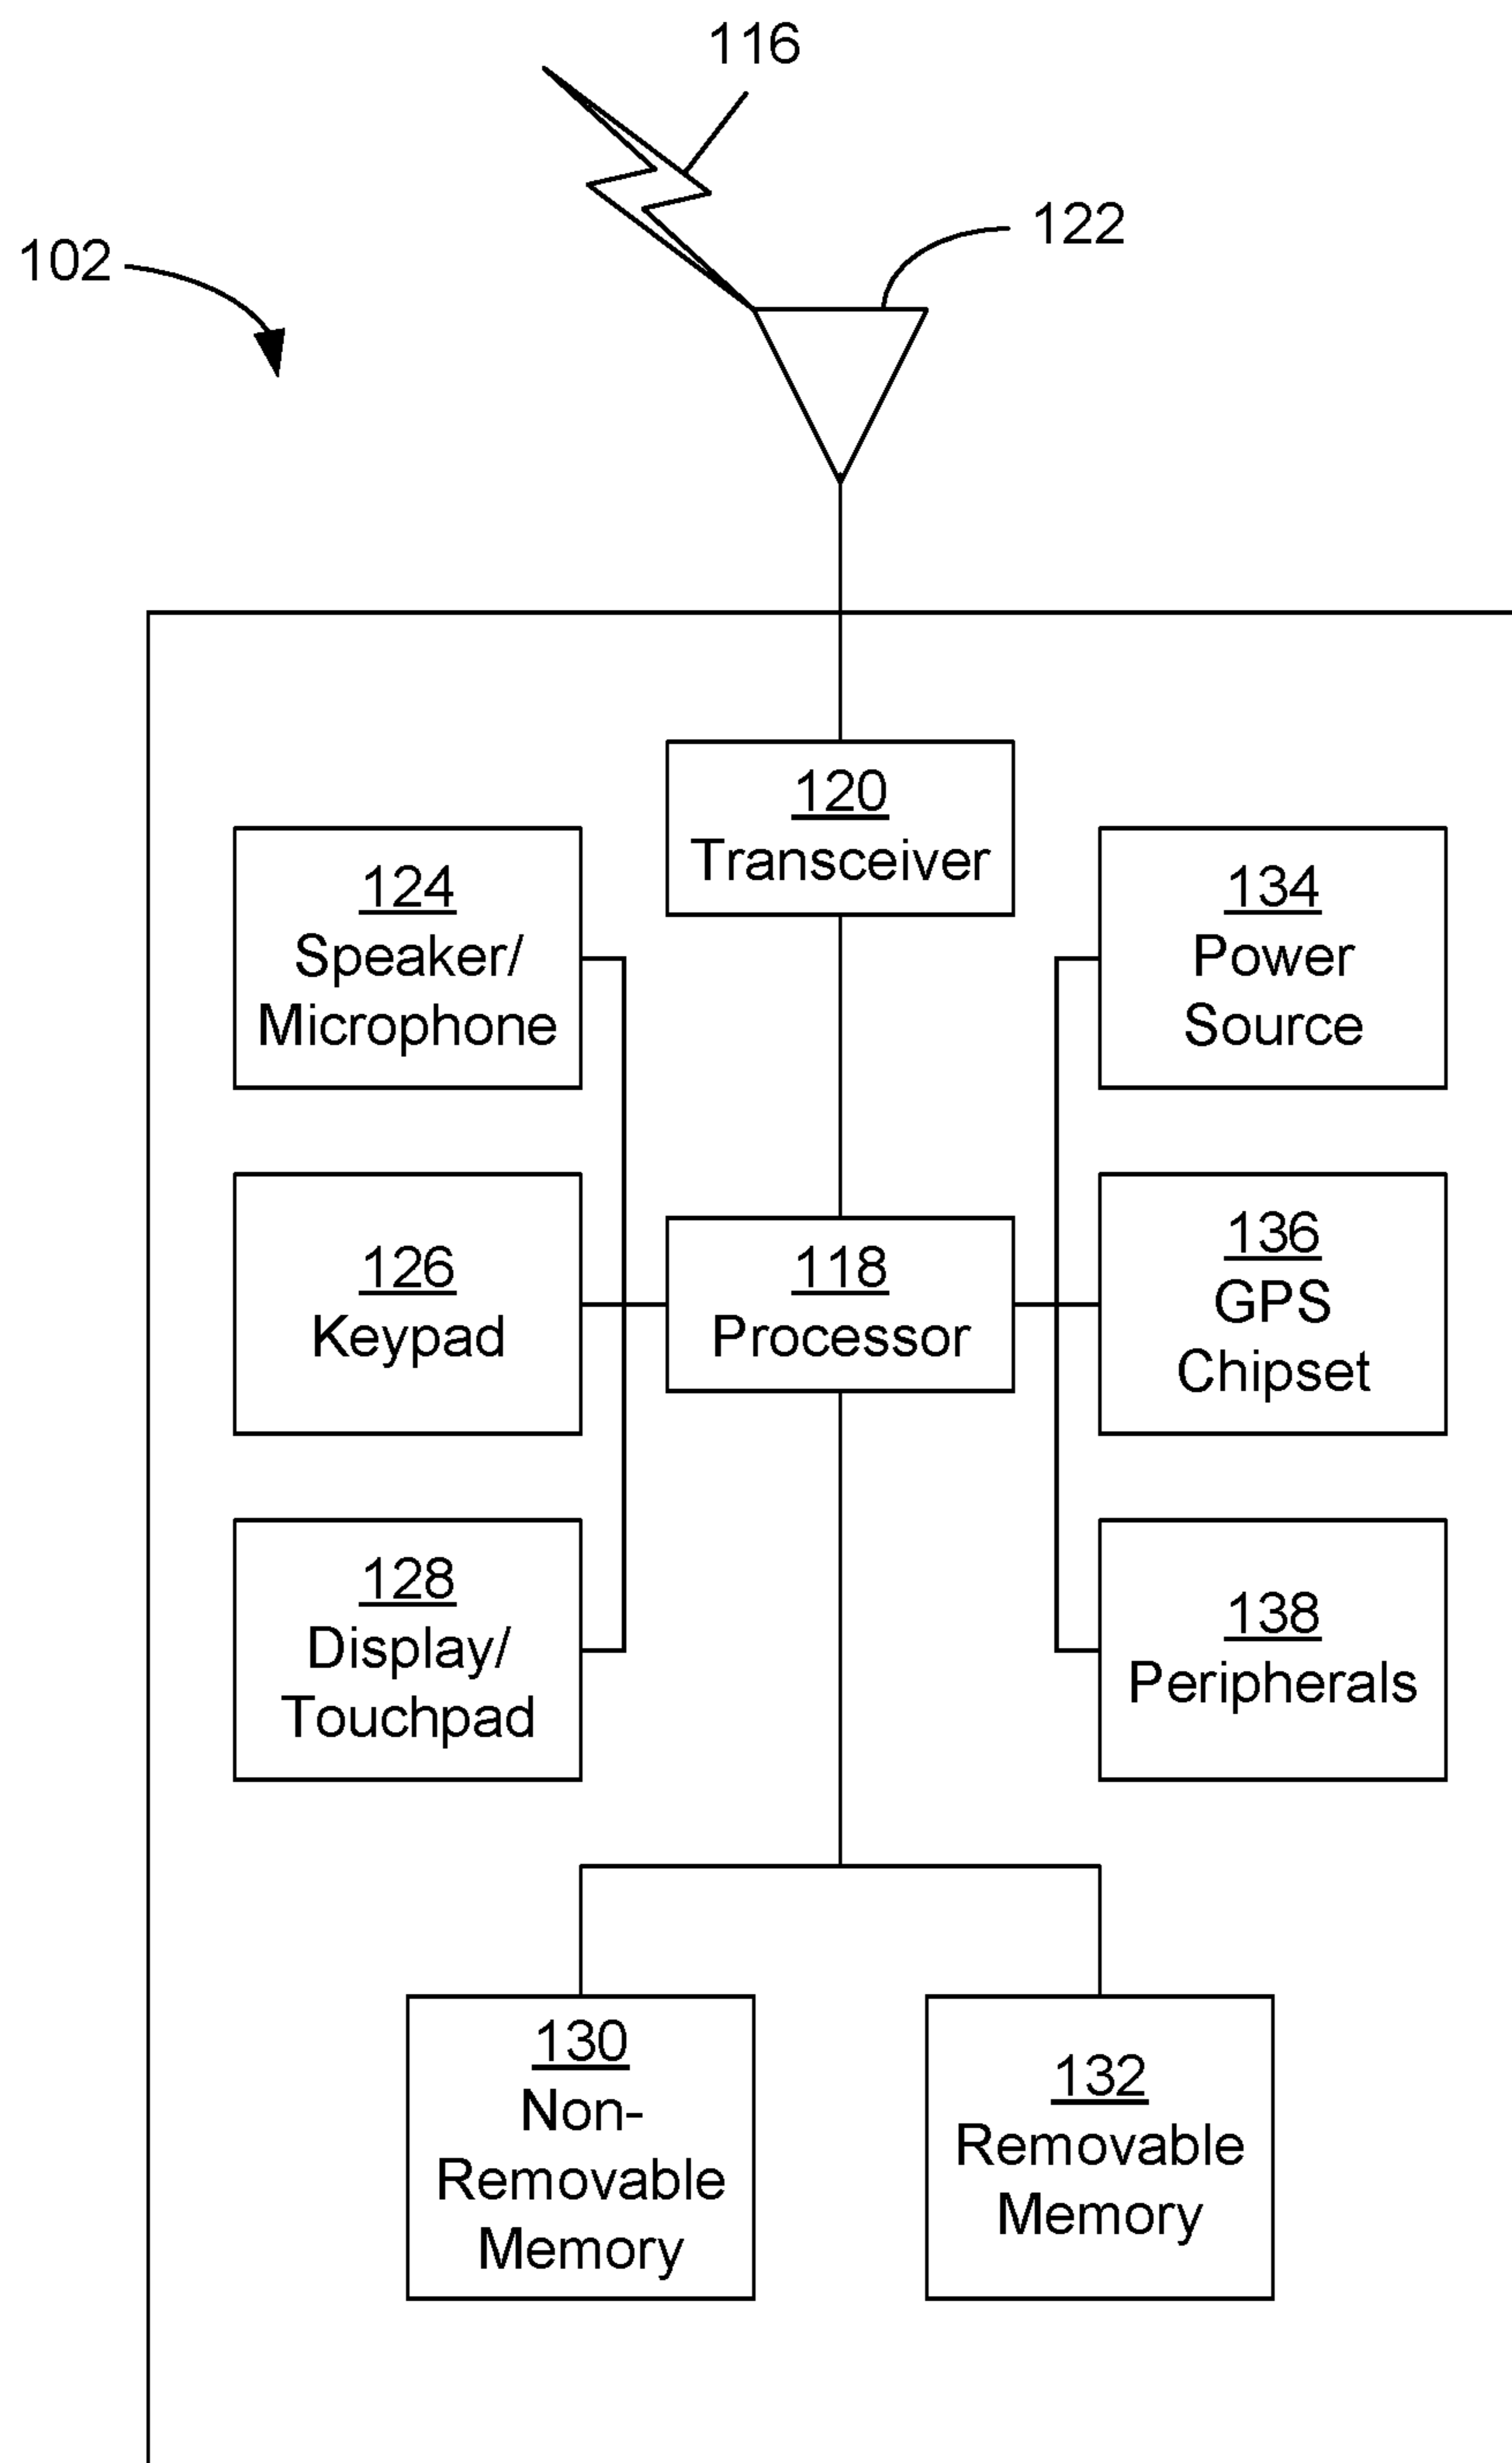 116
122
102
120
Transceiver
124
Speaker/
Microphone
134
Power
Source
126
Keypad
118
Processor
136
GPS
Chipset
128
Display/
Touchpad
138
Peripherals
130
Non-
Removable
Memory
132
Removable
Memory